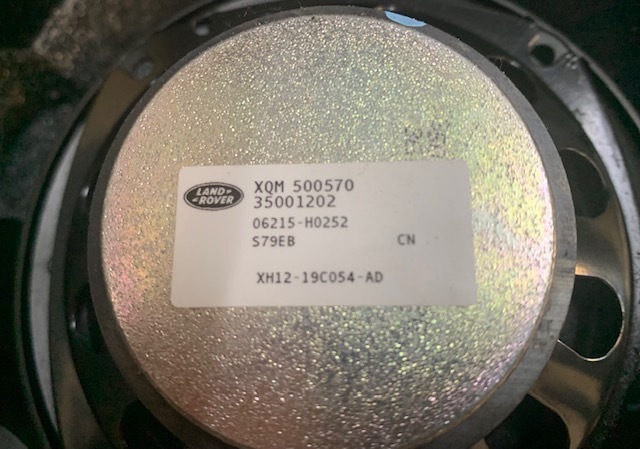 LAND
ROVER
XQM 500570
35001202
06215-H0252
S79EB CN
XH12-19C054-AD